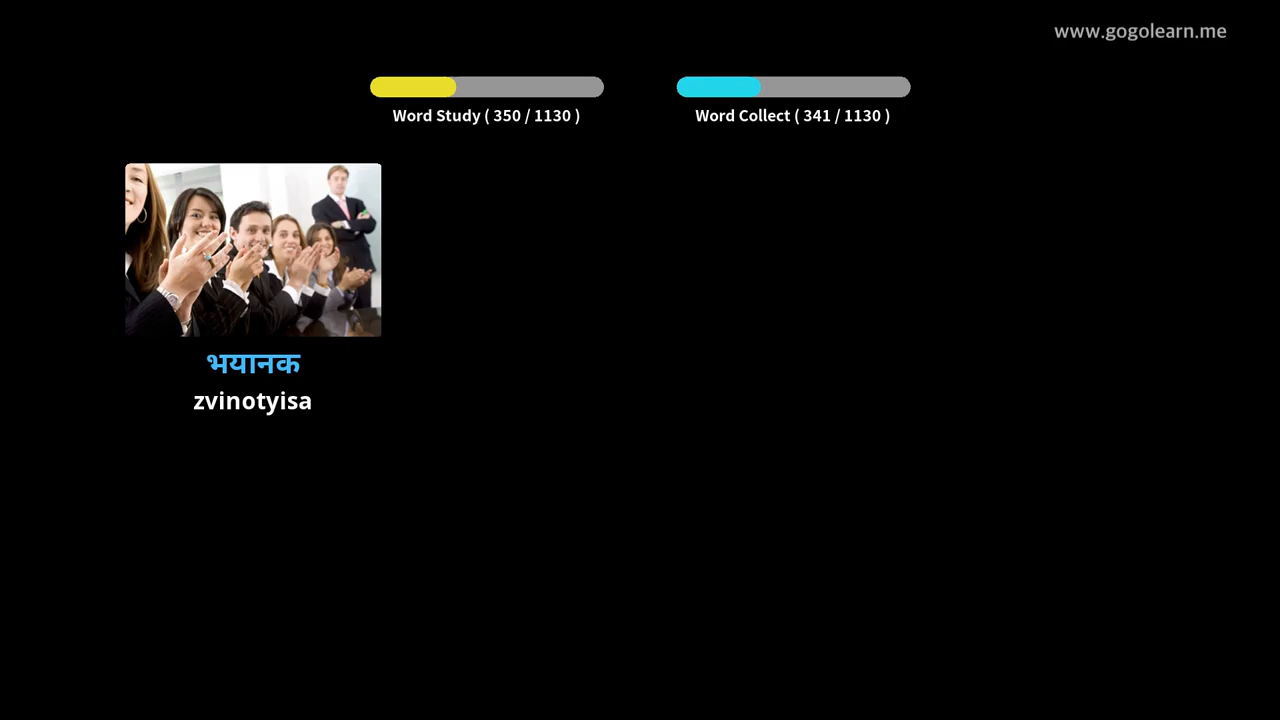 www.gogolearn.me
Word Study ( 350 / 1130 )
Word Collect ( 341 / 1130 )
भयानक
zvinotyisa